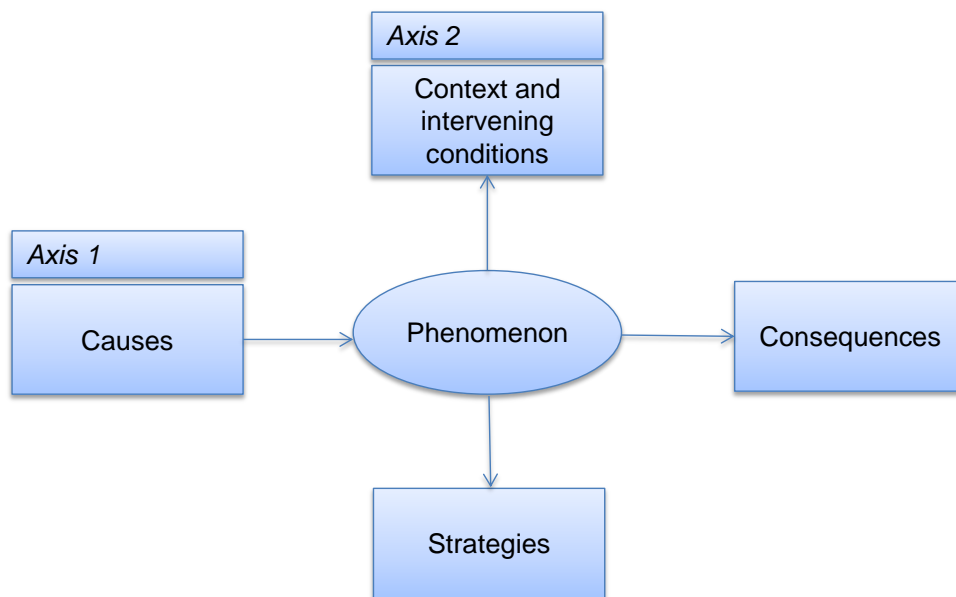 Axis 2
Context and
intervening
conditions
Axis 1
Causes
Phenomenon
Consequences
Strategies